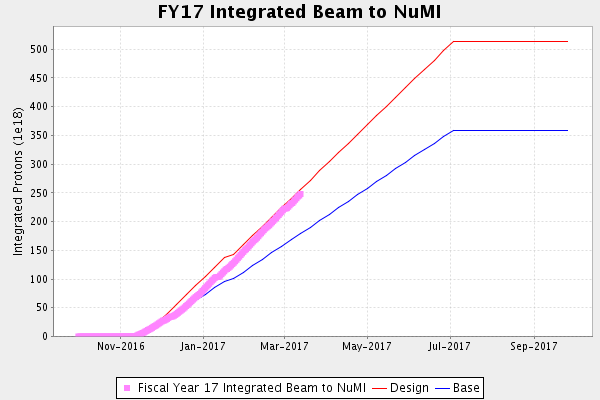 FY17 Integrated Beam to NuMI
Integrated Protons (1e18)
500
450
400
350
300
250
200
150
100
50
0
Nov-2016 Jan-2017 Mar-2017 May-2017 Jul-2017 Sep-2017
Fiscal Year 17 Integrated Beam to NuMI Design Base